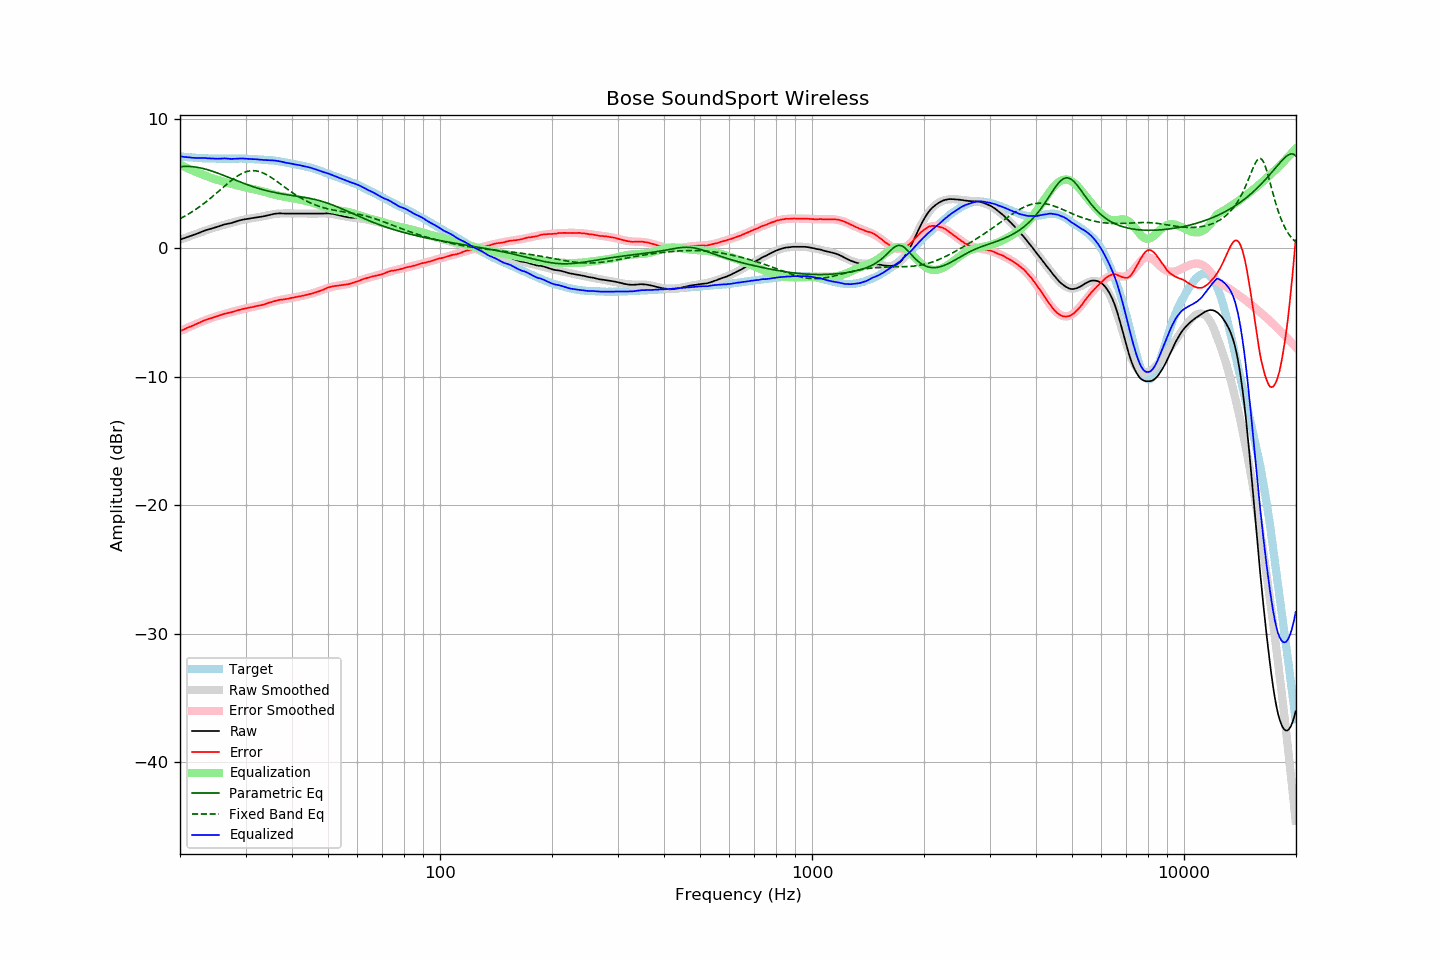 Bose SoundSport Wireless
10
0
−10
−20
−30
−40
Amplitude (dBr)
Target
Raw Smoothed
Error Smoothed
Raw
Error
Equalization
Parametric Eq
Fixed Band Eq
Equalized
100
1000
10000
Frequency (Hz)